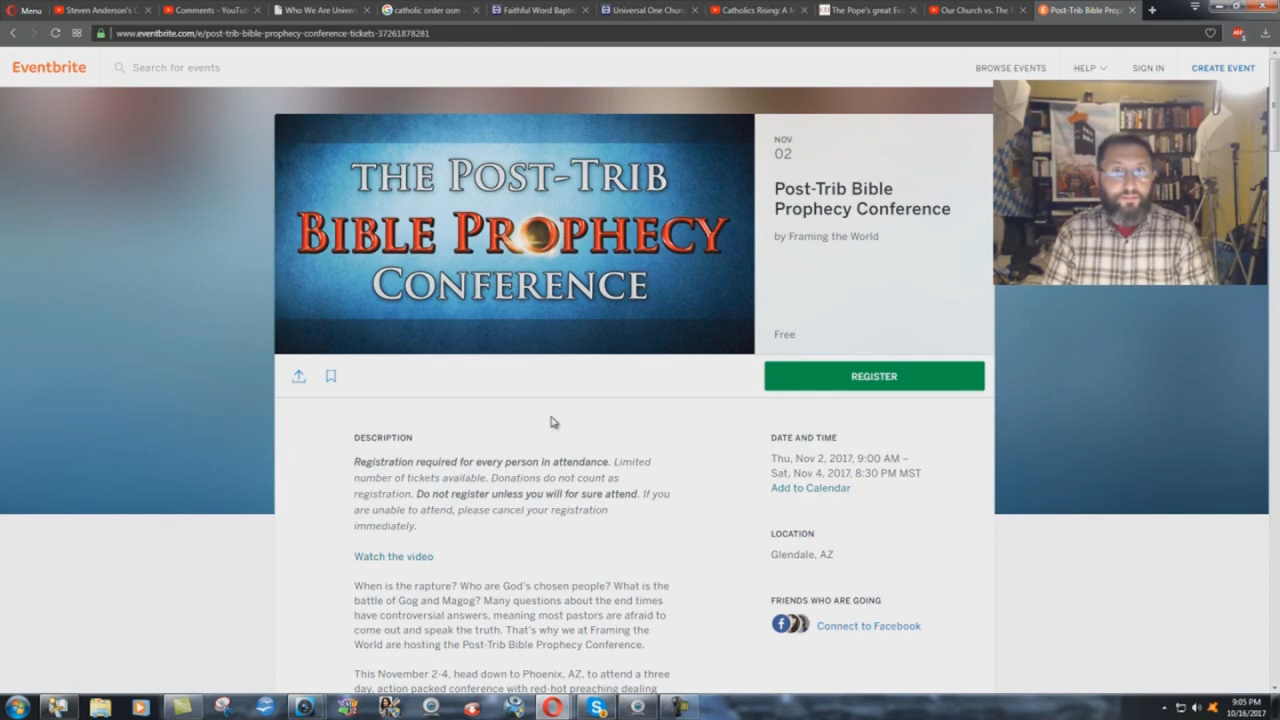 Menu
Steven Anderson's C
Comments - YouTub
Who We Are Univer
catholic order osm -
Faithful Word Bapti
Universal One Chur
Catholics Rising: A M
The Pope's great Ev
Our Church vs. The
Post-Trib Bible Prop
www.eventbrite.com/e/post-trib-bible-prophecy-conference-tickets-37261878281
Eventbrite
Search for events
BROWSE EVENTS
HELP
SIGN IN
CREATE EVENT
THE POST-TRIB
BIBLE PROPHECY
CONFERENCE
NOV
02
Post-Trib Bible
Prophecy Conference
by Framing the World
Free
REGISTER
DESCRIPTION
Registration required for every person in attendance. Limited
number of tickets available. Donations do not count as
registration. Do not register unless you will for sure attend. If you
are unable to attend, please cancel your registration
immediately.
Watch the video
When is the rapture? Who are God's chosen people? What is the
battle of Gog and Magog? Many questions about the end times
have controversial answers, meaning most pastors are afraid to
come out and speak the truth. That's why we at Framing the
World are hosting the Post-Trib Bible Prophecy Conference.
This November 2-4, head down to Phoenix, AZ, to attend a three
day, action packed conference with red-hot preaching dealing
DATE AND TIME
Thu, Nov 2, 2017, 9:00 AM –
Sat, Nov 4, 2017, 8:30 PM MST
Add to Calendar
LOCATION
Glendale, AZ
FRIENDS WHO ARE GOING
Connect to Facebook
9:05 PM
10/16/2017